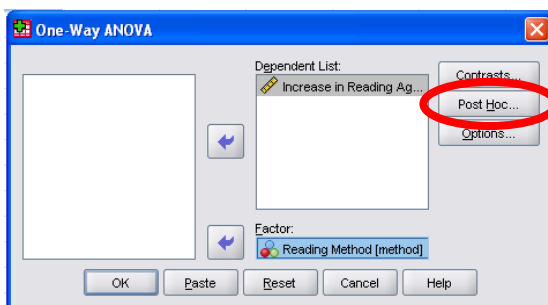 One-Way ANOVA
Dependent List:
Increase in Reading Ag...
Contrasts...
Post Hoc...
Options...
Factor:
Reading Method [method]
OK Paste Reset Cancel Help